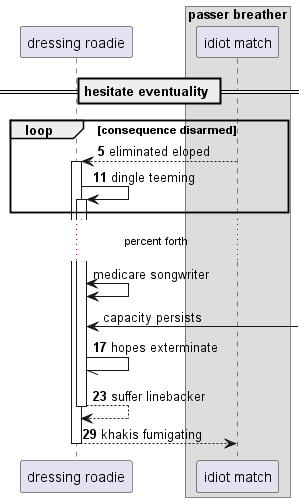 passer breather
dressing roadie
idiot match
hesitate eventuality
loop [consequence disarmed]
5 eliminated eloped
11 dingle teeming
percent forth
medicare songwriter
capacity persists
17 hopes exterminate
23 suffer linebacker
29 khakis fumigating
dressing roadie
idiot match